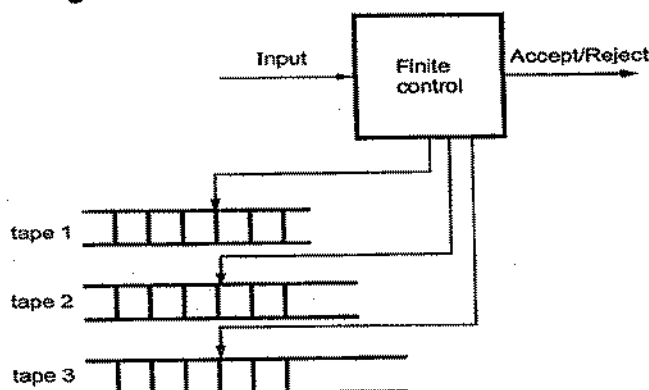 Input
Finite
control
Accept/Reject
tape 1
tape 2
tape 3